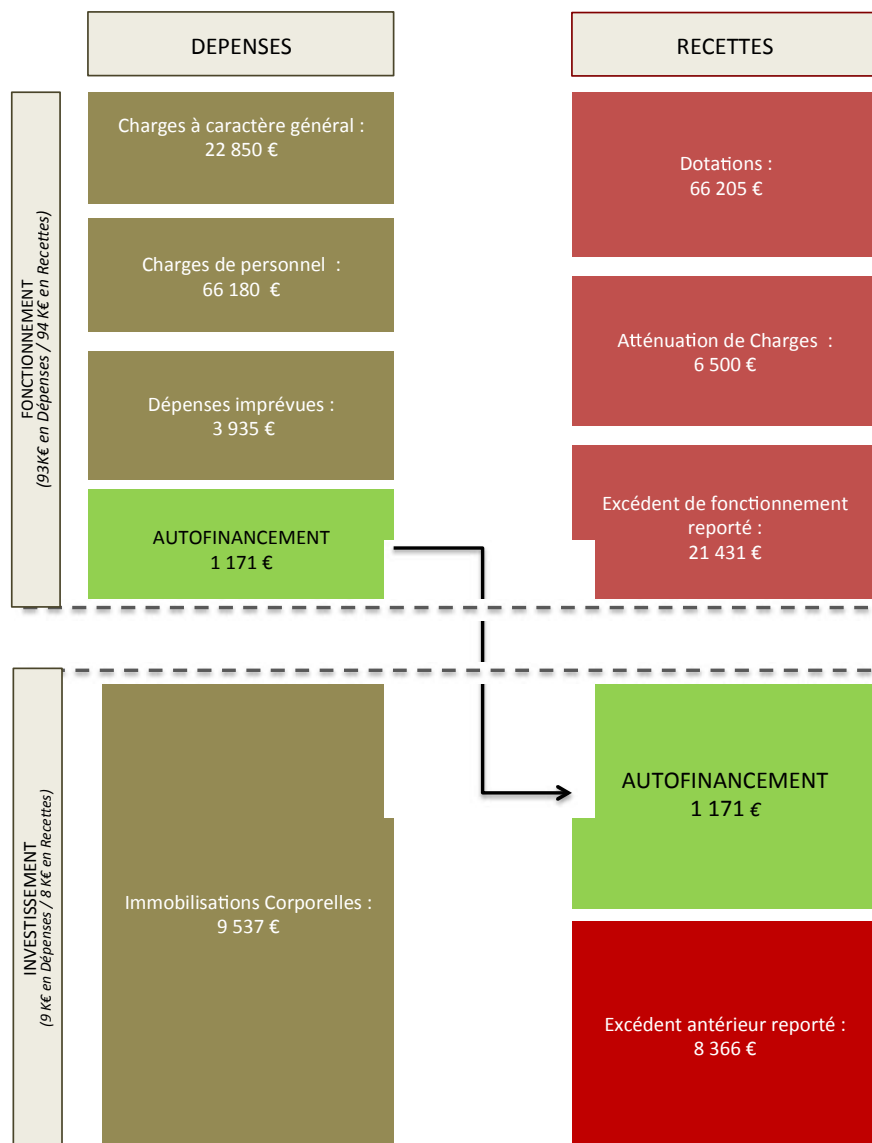 DEPENSES
RECETTES
FONCTIONNEMENT
(93K€ en Dépenses / 94 K€ en Recettes)
Charges à caractère général :
22 850 €
Charges de personnel :
66 180 €
Dépenses imprévues :
3 935 €
AUTOFINANCEMENT
1 171 €
Dotations :
66 205 €
Atténuation de Charges :
6 500 €
Excédent de fonctionnement
reporté :
21 431 €
INVESTISSEMENT
(9 K€ en Dépenses / 8 K€ en Recettes)
Immobilisations Corporelles :
9 537 €
AUTOFINANCEMENT
1 171 €
Excédent antérieur reporté :
8 366 €